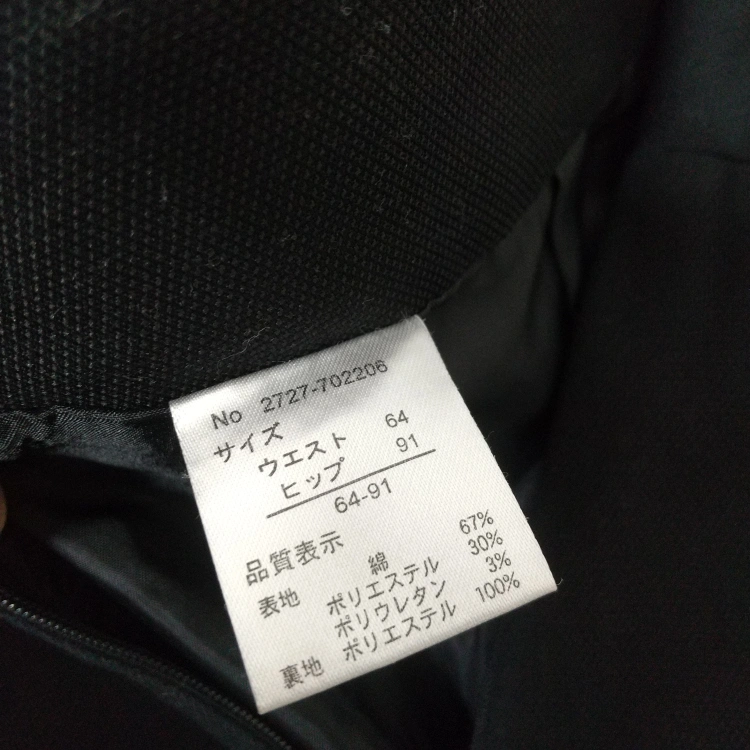 No 2727-702206
サイズ
ウエスト 64
ヒップ 91
64-91
品質表示
表地 綿 67%
ポリエステル 30%
ポリウレタン 3%
裏地 ポリエステル 100%